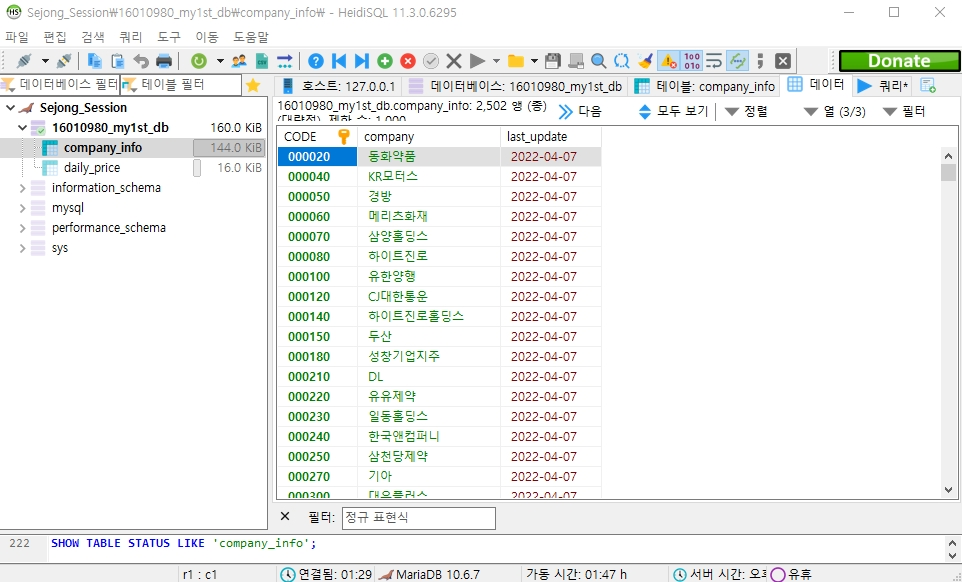 Sejong_Session₩16010980_my1st_db₩company_info₩ - HeidiSQL 11.3.0.6295
파일 편집 검색 쿼리 도구 이동 도움말
Donate
데이터베이스 필터 테이블 필터
호스트: 127.0.0.1 데이터베이스: 16010980_my1st_db 테이블: company_info 데이터 쿼리*
Sejong_Session
16010980_my1st_db 160.0 KiB
company_info 144.0 KiB
daily_price 16.0 KiB
information_schema
mysql
performance_schema
sys
16010980_my1st_db.company_info: 2,502 행 (총)
(대략적), 제한 수: 1,000
다음 모두 보기 정렬 열 (3/3) 필터
CODE company last_update
000020 동화약품 2022-04-07
000040 KR모터스 2022-04-07
000050 경방 2022-04-07
000060 메리츠화재 2022-04-07
000070 삼양홀딩스 2022-04-07
000080 하이트진로 2022-04-07
000100 유한양행 2022-04-07
000120 CJ대한통운 2022-04-07
000140 하이트진로홀딩스 2022-04-07
000150 두산 2022-04-07
000180 성창기업지주 2022-04-07
000210 DL 2022-04-07
000220 유유제약 2022-04-07
000230 일동홀딩스 2022-04-07
000240 한국앤컴퍼니 2022-04-07
000250 삼천당제약 2022-04-07
000270 기아 2022-04-07
000300 대유플러스 2022-04-07
필터: 정규 표현식
222 SHOW TABLE STATUS LIKE 'company_info';
r1 : c1 연결됨: 01:29 MariaDB 10.6.7 가동 시간: 01:47 h 서버 시간: 오후 유휴